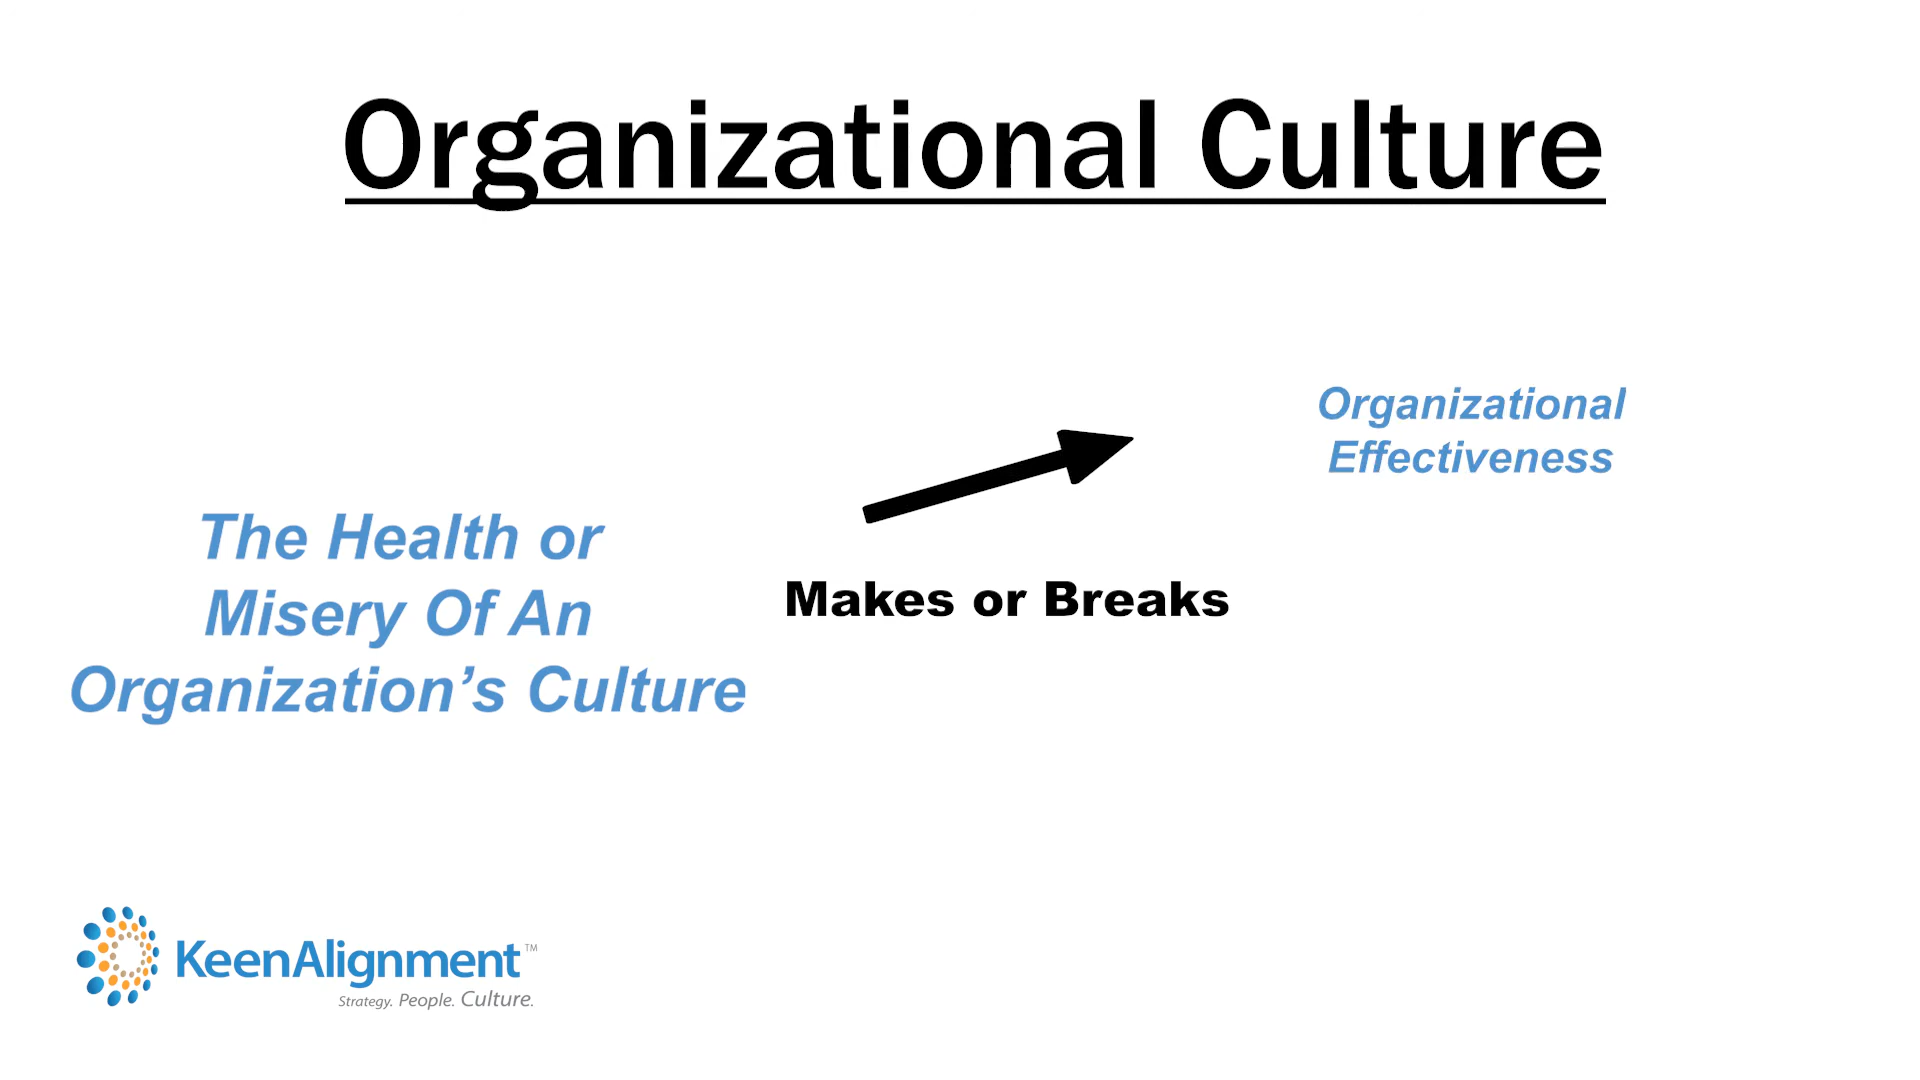 Organizational Culture
Organizational
Effectiveness
The Health or
Misery Of An
Organization’s Culture
Makes or Breaks
KeenAlignment™
Strategy. People. Culture.